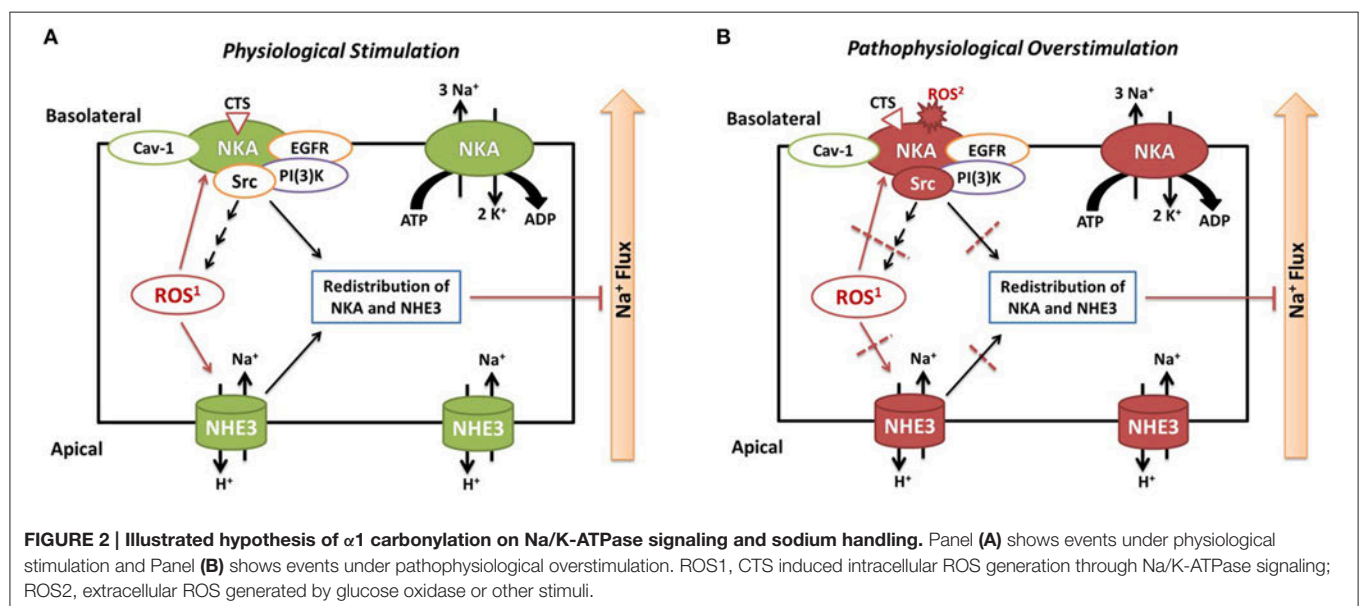 A
Physiological Stimulation
Basolateral
CTS
Cav-1
NKA
EGFR
Src
PI(3)K
3 Na⁺
NKA
ATP
2 K⁺
ADP
ROS¹
Redistribution of
NKA and NHE3
Na⁺ Flux
Na⁺
NHE3
H⁺
Na⁺
NHE3
H⁺
Apical
B
Pathophysiological Overstimulation
Basolateral
CTS
ROS²
Cav-1
NKA
EGFR
Src
PI(3)K
3 Na⁺
NKA
ATP
2 K⁺
ADP
ROS¹
Redistribution of
NKA and NHE3
Na⁺ Flux
Na⁺
NHE3
H⁺
Na⁺
NHE3
H⁺
Apical
FIGURE 2 | Illustrated hypothesis of α1 carbonylation on Na/K-ATPase signaling and sodium handling. Panel (A) shows events under physiological
stimulation and Panel (B) shows events under pathophysiological overstimulation. ROS1, CTS induced intracellular ROS generation through Na/K-ATPase signaling;
ROS2, extracellular ROS generated by glucose oxidase or other stimuli.